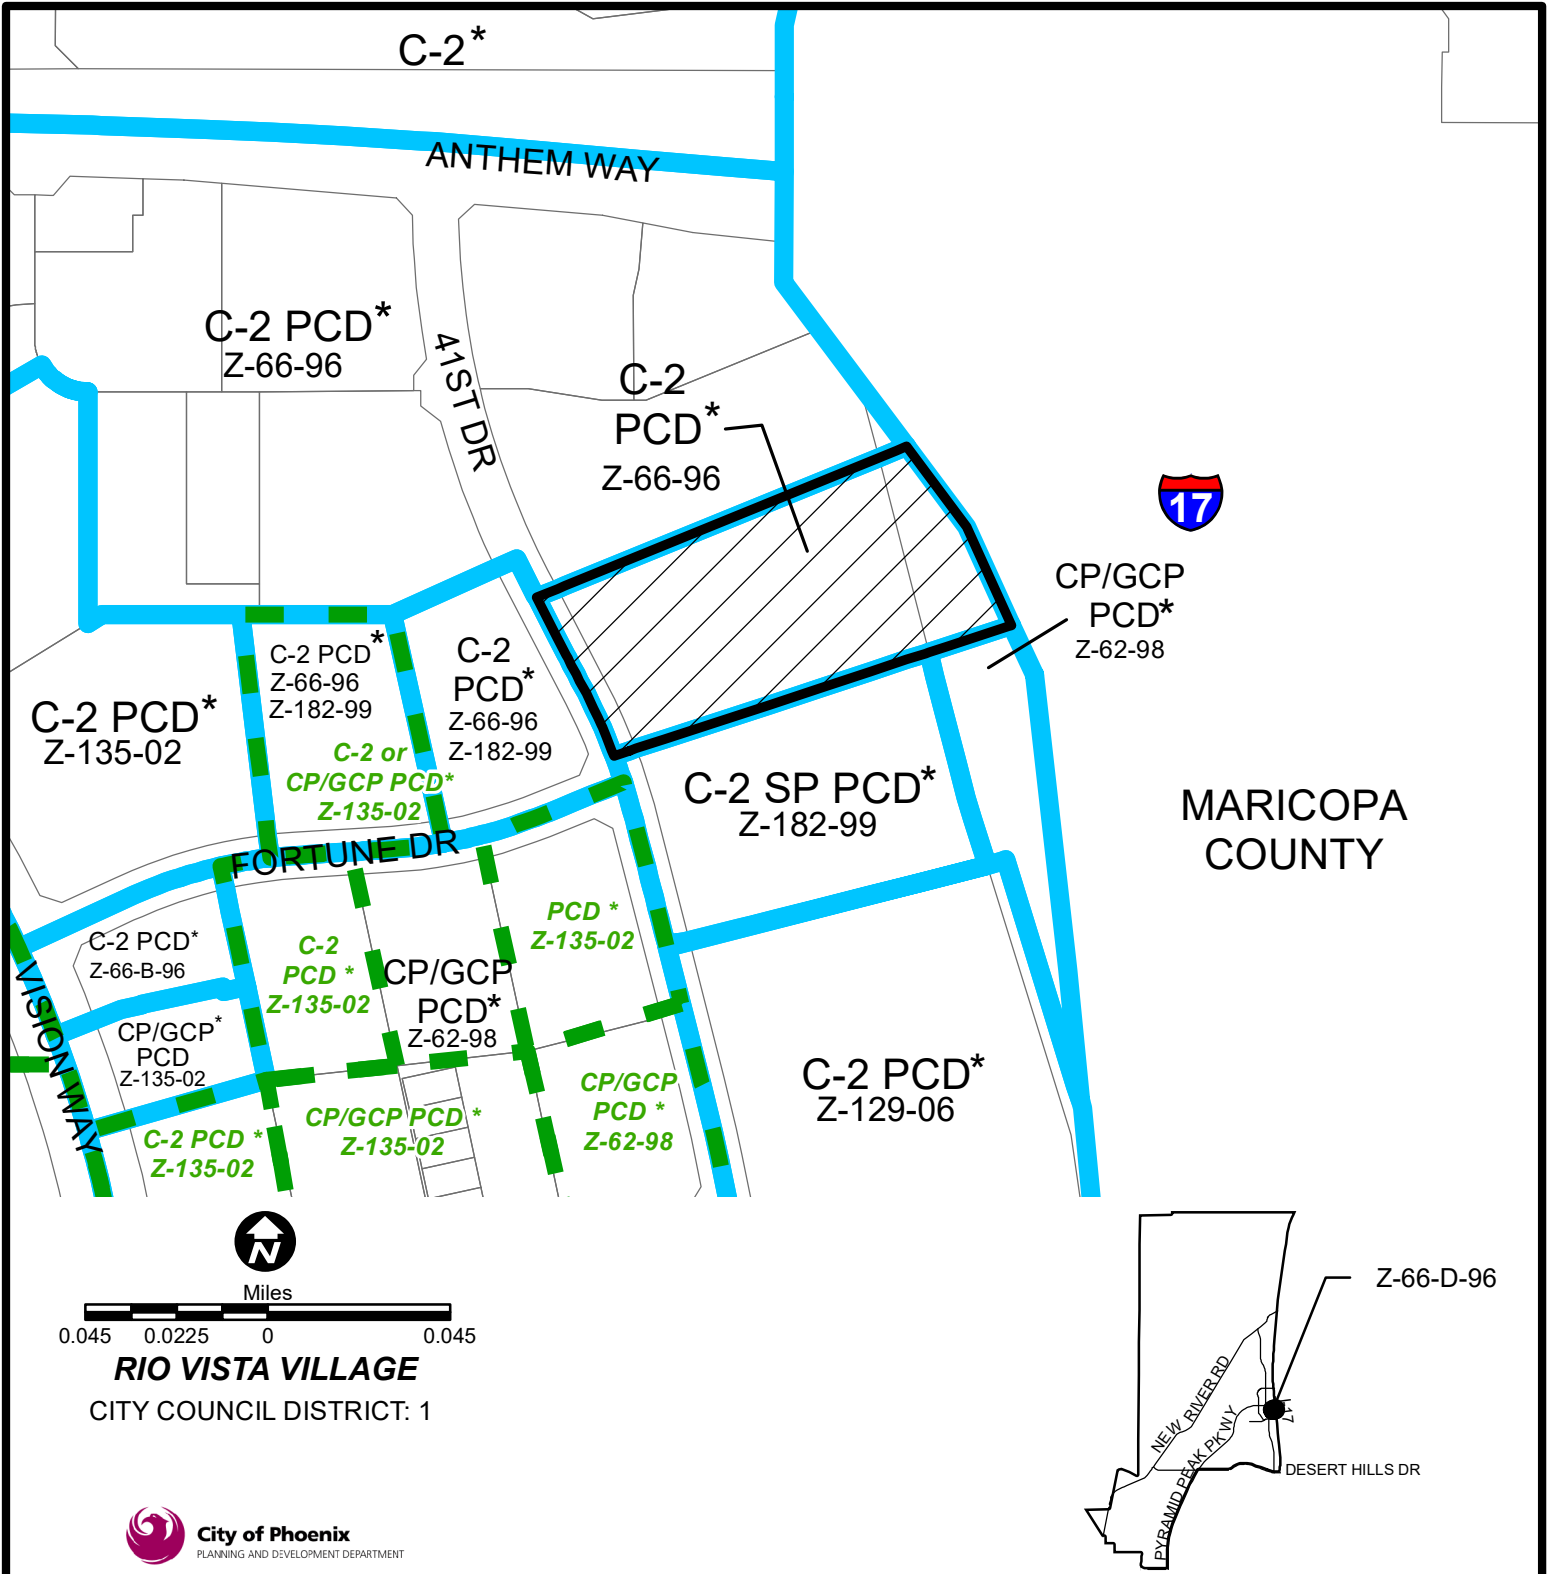 C-2*
ANTHEM WAY
C-2 PCD*
Z-66-96
41ST DR
C-2
PCD*
Z-66-96
17
CP/GCP
PCD*
Z-62-98
C-2 PCD*
Z-66-96
Z-182-99
C-2
PCD*
Z-66-96
Z-182-99
C-2 PCD*
Z-135-02
C-2 or
CP/GCP PCD*
Z-135-02
C-2 SP PCD*
Z-182-99
MARICOPA
COUNTY
FORTUNE DR
C-2 PCD*
Z-66-B-96
C-2
PCD *
Z-135-02
PCD *
Z-135-02
CP/GCP
PCD*
Z-62-98
VISION WAY
CP/GCP*
PCD
Z-135-02
C-2 PCD *
Z-135-02
CP/GCP PCD *
Z-135-02
CP/GCP
PCD *
Z-62-98
C-2 PCD*
Z-129-06
N
Miles
0.045 0.0225 0 0.045
RIO VISTA VILLAGE
CITY COUNCIL DISTRICT: 1
City of Phoenix
PLANNING AND DEVELOPMENT DEPARTMENT
Z-66-D-96
NEW RIVER RD
PYRAMID PEAK PKWY
I-17
DESERT HILLS DR